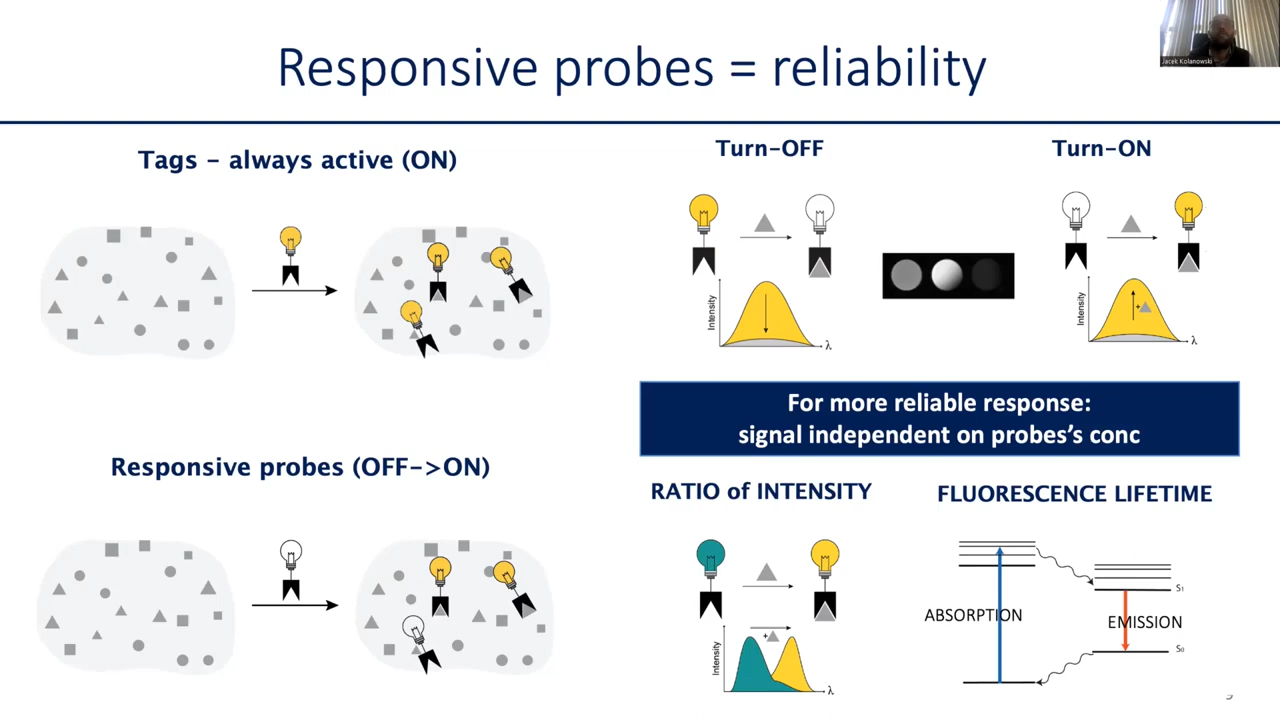 Jacek Kolanowski
Responsive probes = reliability
Tags – always active (ON)
Responsive probes (OFF->ON)
Turn-OFF
Intensity
λ
Turn-ON
Intensity
+
λ
For more reliable response:
signal independent on probes's conc
RATIO of INTENSITY
+
Intensity
λ
FLUORESCENCE LIFETIME
ABSORPTION
S1
EMISSION
S0